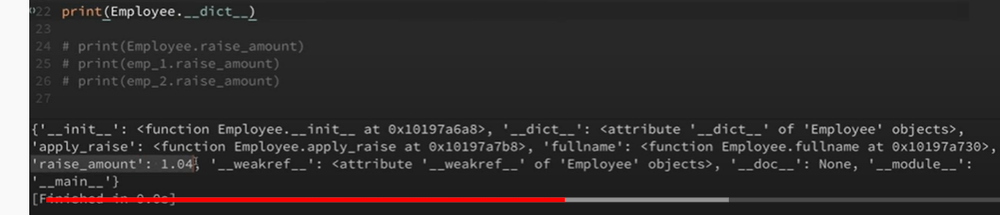 22 print(Employee.__dict__)
23
24 # print(Employee.raise_amount)
25 # print(emp_1.raise_amount)
26 # print(emp_2.raise_amount)
27
{'__init__': <function Employee.__init__ at 0x10197a6a8>, '__dict__': <attribute '__dict__' of 'Employee' objects>,
'apply_raise': <function Employee.apply_raise at 0x10197a7b8>, 'fullname': <function Employee.fullname at 0x10197a730>,
'raise_amount': 1.04, '__weakref__': <attribute '__weakref__' of 'Employee' objects>, '__doc__': None, '__module__':
'__main__'}
[Finished in 0.0s]